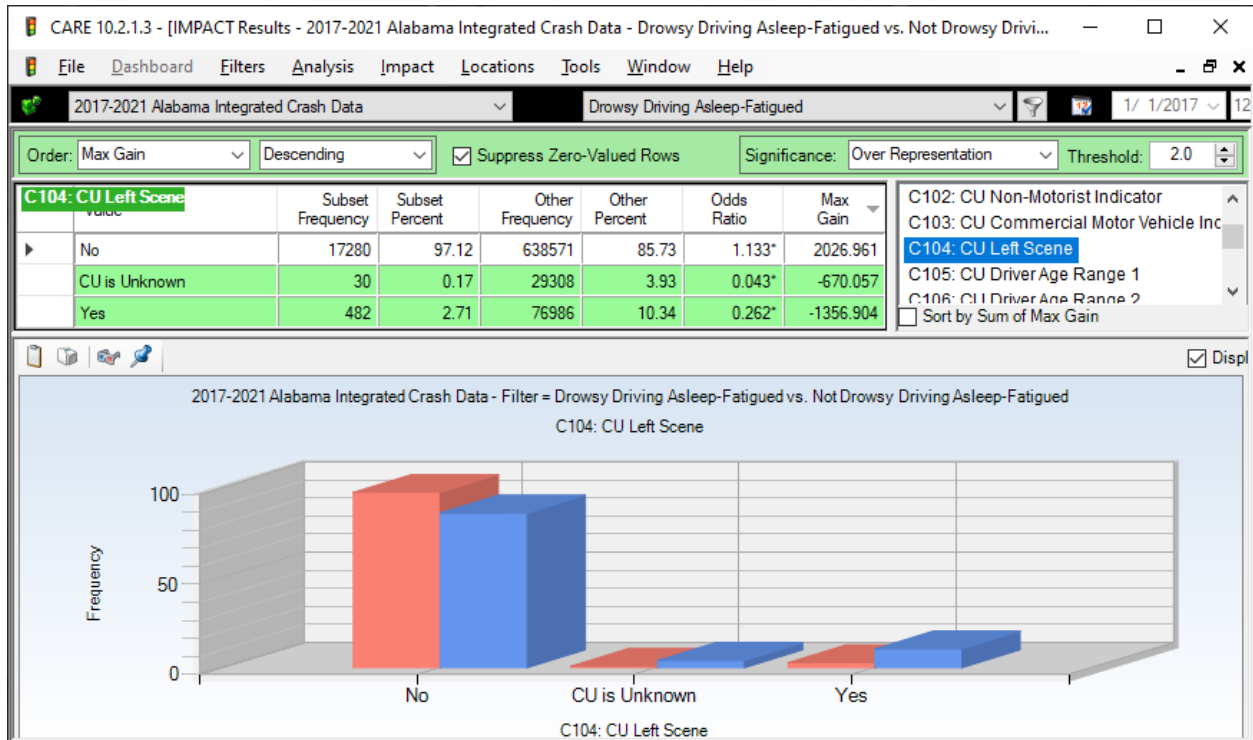 CARE 10.2.1.3 - [IMPACT Results - 2017-2021 Alabama Integrated Crash Data - Drowsy Driving Asleep-Fatigued vs. Not Drowsy Drivi...
File Dashboard Filters Analysis Impact Locations Tools Window Help
2017-2021 Alabama Integrated Crash Data Drowsy Driving Asleep-Fatigued 1/ 1/2017 12
Order: Max Gain Descending Suppress Zero-Valued Rows Significance: Over Representation Threshold: 2.0
C104: CU Left Scene
Subset Frequency Subset Percent Other Frequency Other Percent Odds Ratio Max Gain
No 17280 97.12 638571 85.73 1.133* 2026.961
CU is Unknown 30 0.17 29308 3.93 0.043* -670.057
Yes 482 2.71 76986 10.34 0.262* -1356.904
C102: CU Non-Motorist Indicator
C103: CU Commercial Motor Vehicle Inc
C104: CU Left Scene
C105: CU Driver Age Range 1
C106: CU Driver Age Range 2
Sort by Sum of Max Gain
Displ
2017-2021 Alabama Integrated Crash Data - Filter = Drowsy Driving Asleep-Fatigued vs. Not Drowsy Driving Asleep-Fatigued
C104: CU Left Scene
100
50
0
Frequency
No CU is Unknown Yes
C104: CU Left Scene